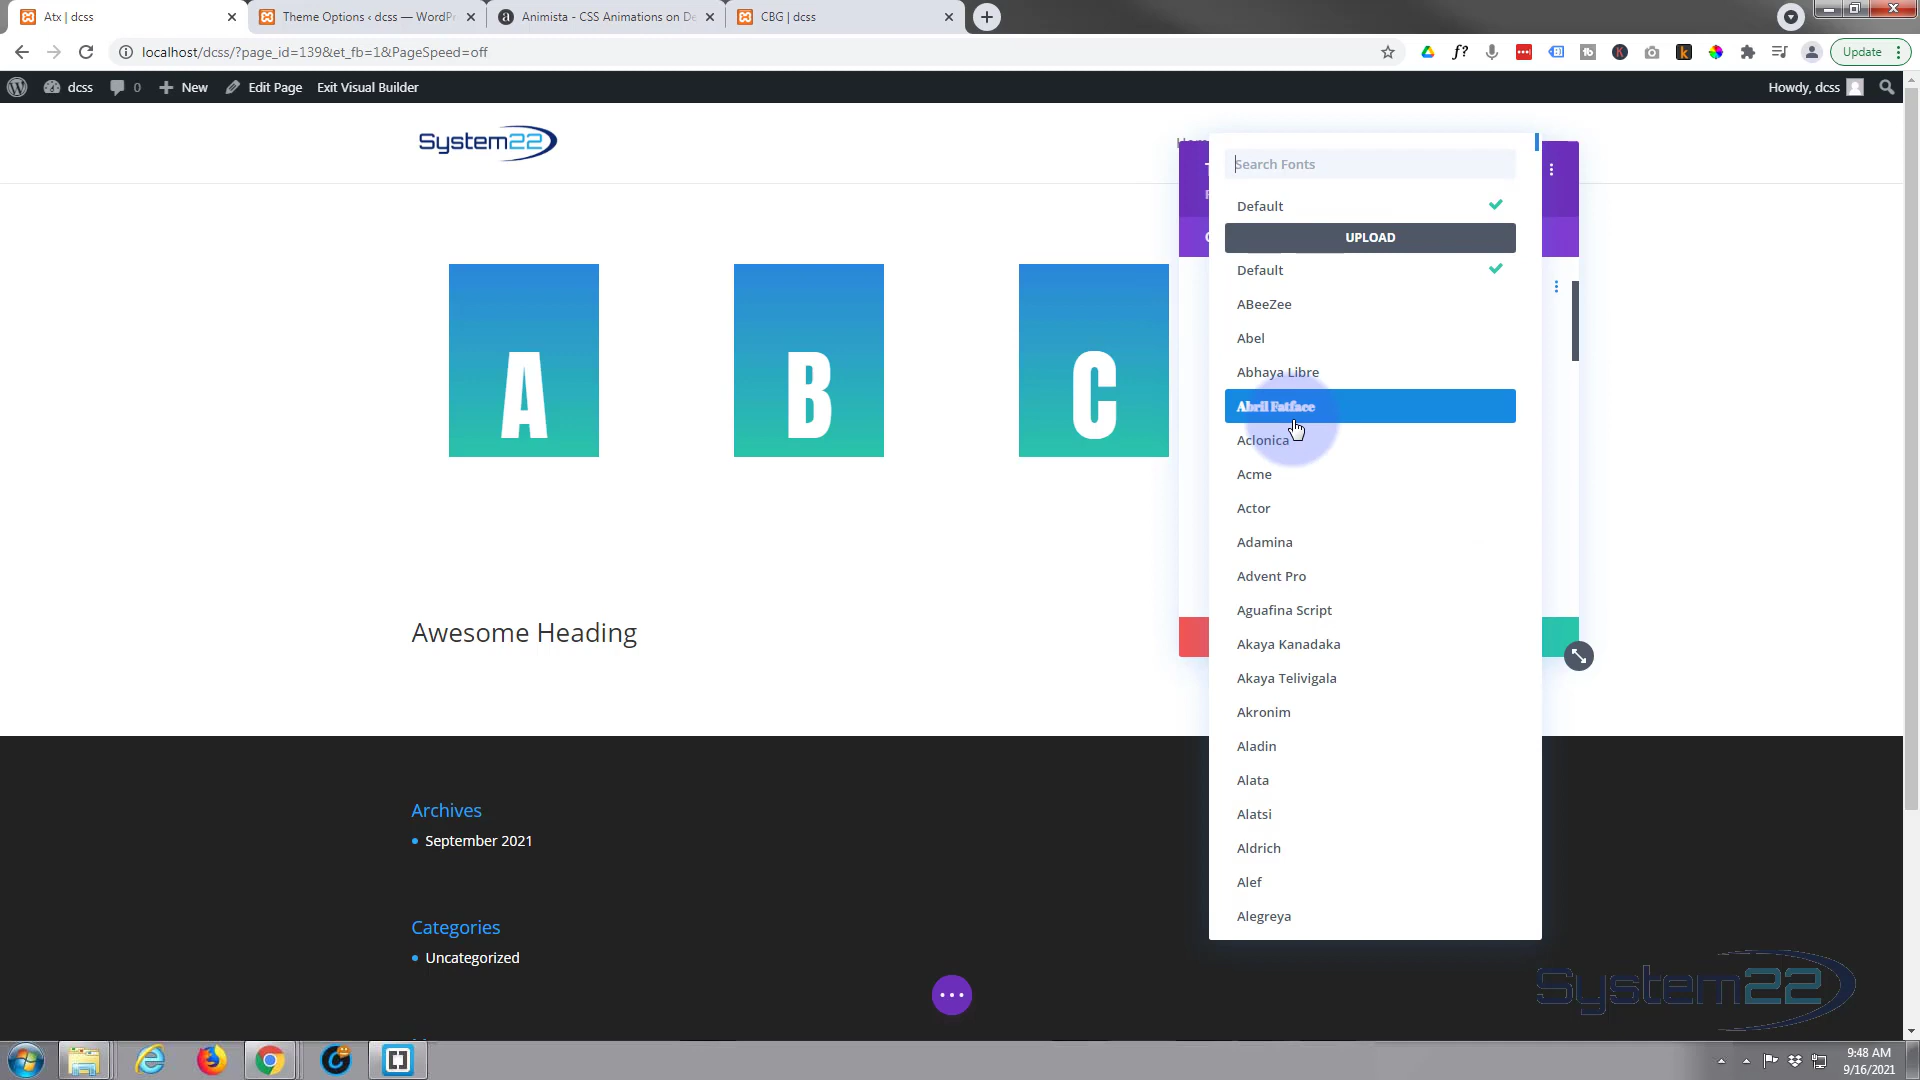 Atx | dcss
Theme Options ‹ dcss — WordPr
Animista - CSS Animations on De
CBG | dcss
localhost/dcss/?page_id=139&et_fb=1&PageSpeed=off
Update
dcss
0
New
Edit Page
Exit Visual Builder
Howdy, dcss
System22
Search Fonts
Default
UPLOAD
Default
ABeeZee
Abel
Abhaya Libre
Abril Fatface
Aclonica
Acme
Actor
Adamina
Advent Pro
Aguafina Script
Akaya Kanadaka
Akaya Telivigala
Akronim
Aladin
Alata
Alatsi
Aldrich
Alef
Alegreya
A
B
C
Awesome Heading
Archives
September 2021
Categories
Uncategorized
System22
9:48 AM
9/16/2021